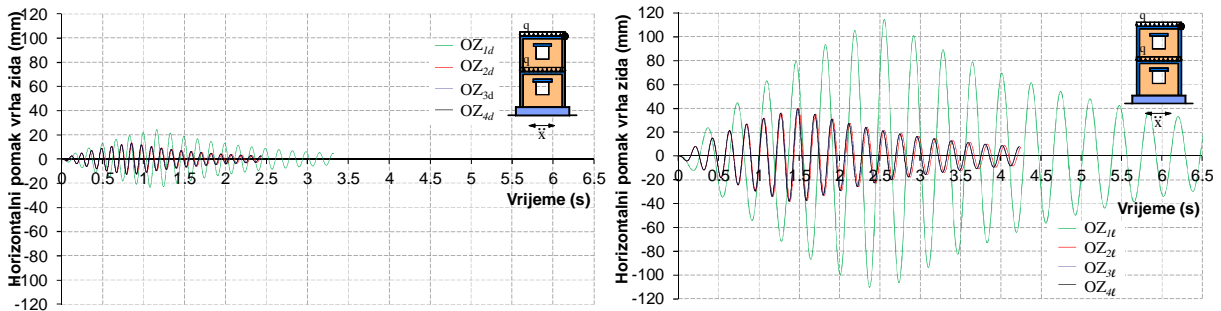 Horizontalni pomak vrha zida (mm)
120
100
80
60
40
20
0
-20
-40
-60
-80
-100
-120
0 0.5 1 1.5 2 2.5 3 3.5 4 4.5 5 5.5 6 6.5
Vrijeme (s)
OZ1d
OZ2d
OZ3d
OZ4d
q
q
ẍ
Horizontalni pomak vrha zida (mm)
120
100
80
60
40
20
0
-20
-40
-60
-80
-100
-120
0 0.5 1 1.5 2 2.5 3 3.5 4 4.5 5 5.5 6 6.5
Vrijeme (s)
OZ1ℓ
OZ2ℓ
OZ3ℓ
OZ4ℓ
q
q
ẍ